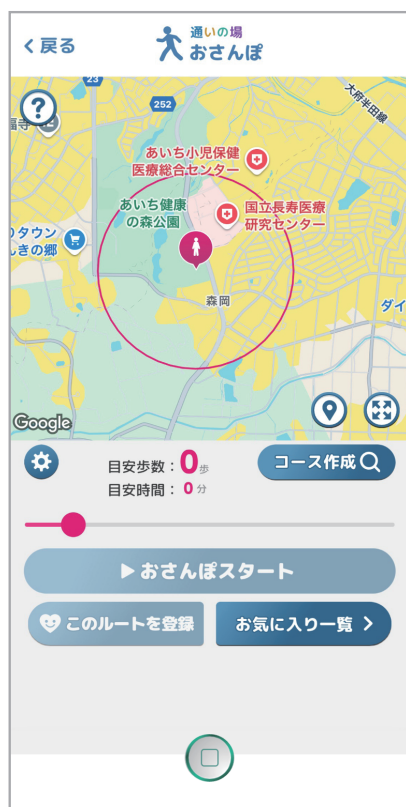 戻る
通いの場
おさんぽ
23
252
大府半田線
?
福寺
あいち小児保健
医療総合センター
あいち健康
の森公園
国立長寿医療
研究センター
タウン
きの郷
森岡
ダイ
Google
目安歩数：0歩
目安時間：0分
コース作成
おさんぽスタート
このルートを登録
お気に入り一覧